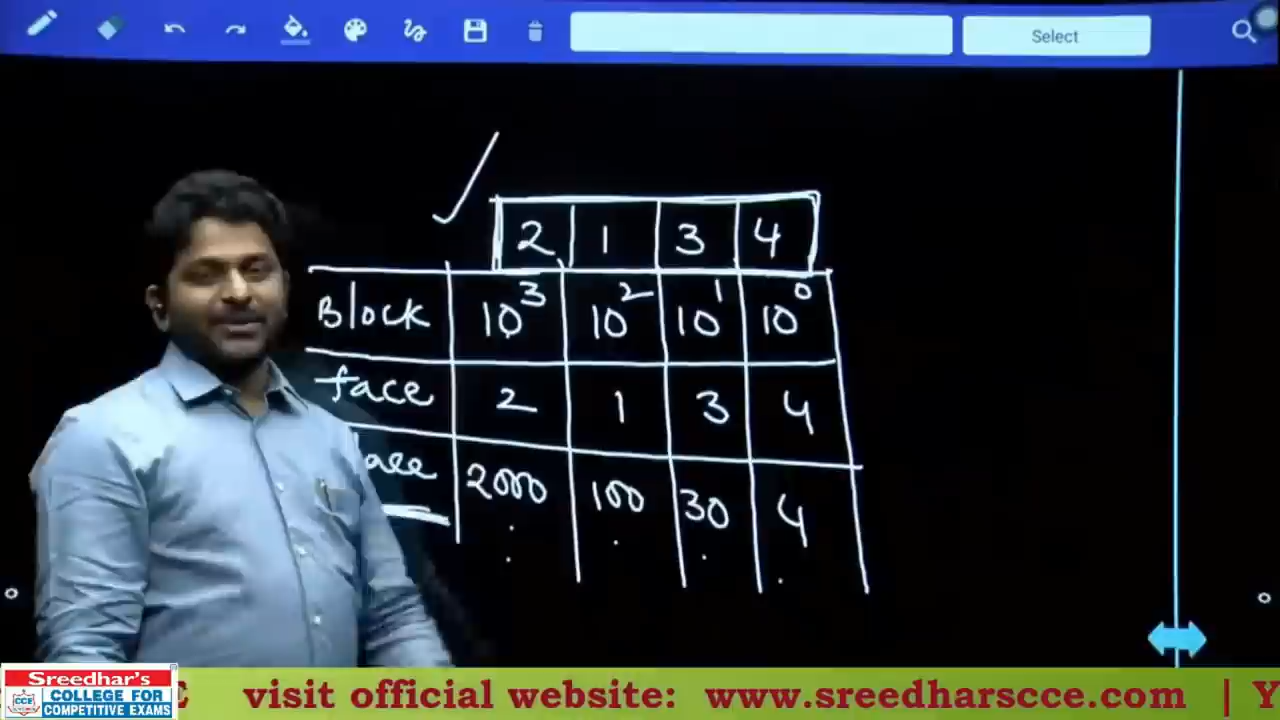 Select
2 1 3 4
Block 10³ 10² 10¹ 10⁰
face 2 1 3 4
2000 100 30 4
Sreedhar's
CCE
COLLEGE FOR
COMPETITIVE EXAMS
E visit official website: www.sreedharscce.com | Y